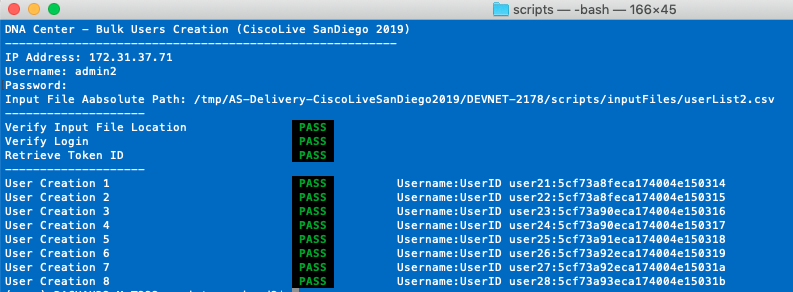 scripts — -bash — 166×45
DNA Center - Bulk Users Creation (CiscoLive SanDiego 2019)
--------------------------------------------------------
IP Address: 172.31.37.71
Username: admin2
Password:
Input File Aabsolute Path: /tmp/AS-Delivery-CiscoLiveSanDiego2019/DEVNET-2178/scripts/inputFiles/userList2.csv
--------------------
Verify Input File Location PASS
Verify Login PASS
Retrieve Token ID PASS
--------------------
User Creation 1 PASS Username:UserID user21:5cf73a8feca174004e150314
User Creation 2 PASS Username:UserID user22:5cf73a8feca174004e150315
User Creation 3 PASS Username:UserID user23:5cf73a90eca174004e150316
User Creation 4 PASS Username:UserID user24:5cf73a90eca174004e150317
User Creation 5 PASS Username:UserID user25:5cf73a91eca174004e150318
User Creation 6 PASS Username:UserID user26:5cf73a92eca174004e150319
User Creation 7 PASS Username:UserID user27:5cf73a92eca174004e15031a
User Creation 8 PASS Username:UserID user28:5cf73a93eca174004e15031b